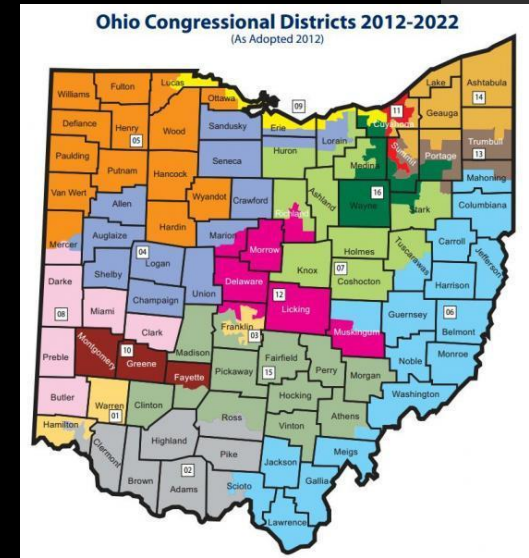 Ohio Congressional Districts 2012-2022
(As Adopted 2012)
Williams
Fulton
Lucas
Ottawa
09
Lake
Ashtabula
14
Defiance
Henry
05
Wood
Sandusky
Erie
Lorain
Cuyahoga
11
Geauga
Paulding
Putnam
Hancock
Seneca
Huron
Medina
Summit
Portage
Trumbull
13
Mahoning
Van Wert
Allen
Wyandot
Crawford
Richland
Ashland
Wayne
16
Stark
Columbiana
Mercer
Auglaize
Hardin
Marion
Morrow
Holmes
Tuscarawas
Carroll
Jefferson
04
Logan
Shelby
Union
Delaware
Knox
07
Coshocton
Harrison
Darke
08
Miami
Champaign
12
Licking
Guernsey
06
Belmont
Clark
Franklin
03
Muskingum
Preble
Montgomery
10
Greene
Madison
Fairfield
15
Perry
Morgan
Noble
Monroe
Fayette
Pickaway
Butler
Warren
01
Clinton
Hocking
Washington
Hamilton
Ross
Vinton
Athens
Clermont
Highland
Pike
Jackson
Meigs
02
Brown
Adams
Scioto
Gallia
Lawrence